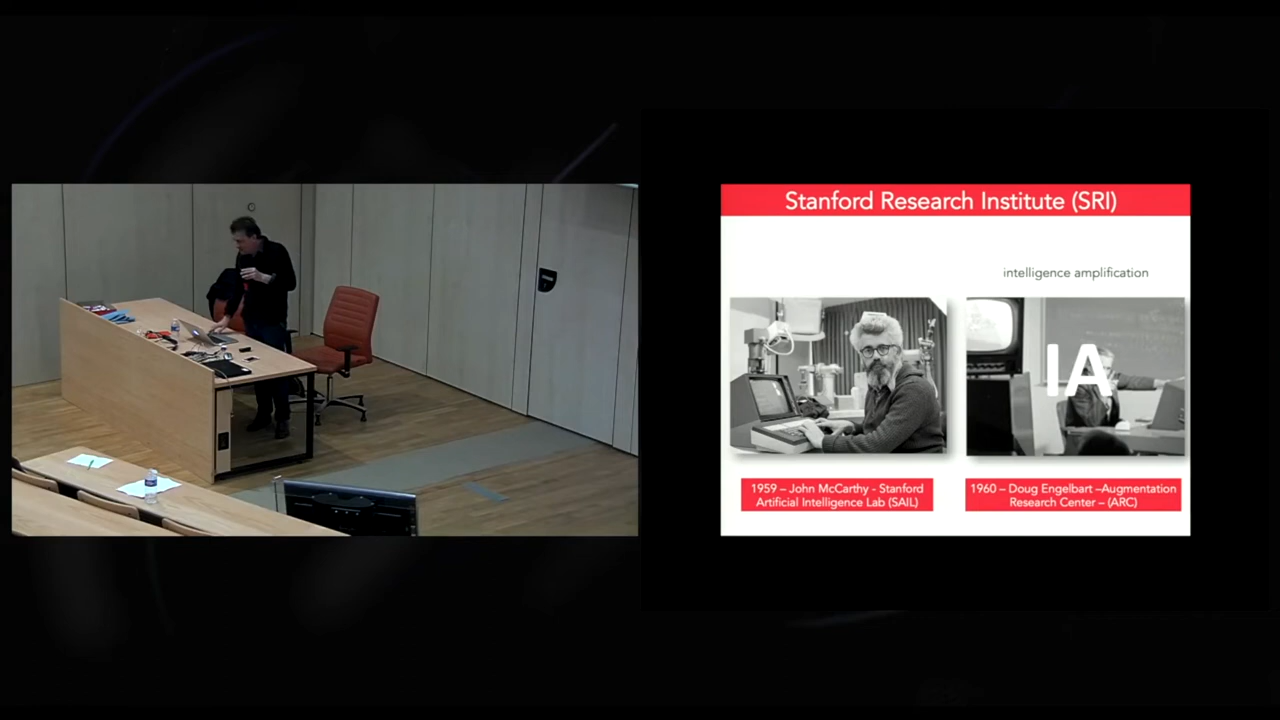 Stanford Research Institute (SRI)
intelligence amplification
IA
1959 – John McCarthy - Stanford
Artificial Intelligence Lab (SAIL)
1960 – Doug Engelbart –Augmentation
Research Center – (ARC)